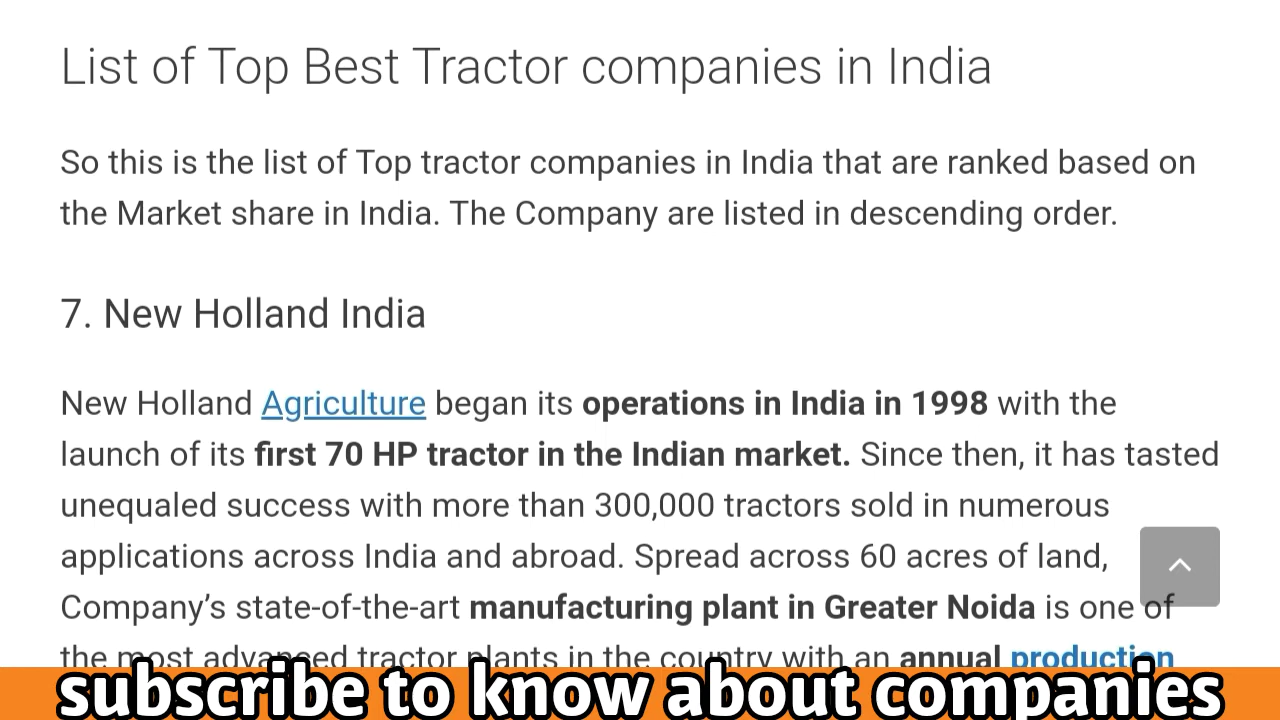 List of Top Best Tractor companies in India
So this is the list of Top tractor companies in India that are ranked based on
the Market share in India. The Company are listed in descending order.
7. New Holland India
New Holland Agriculture began its operations in India in 1998 with the
launch of its first 70 HP tractor in the Indian market. Since then, it has tasted
unequaled success with more than 300,000 tractors sold in numerous
applications across India and abroad. Spread across 60 acres of land,
Company’s state-of-the-art manufacturing plant in Greater Noida is one of
the most advanced tractor plants in the country with an annual production
subscribe to know about companies